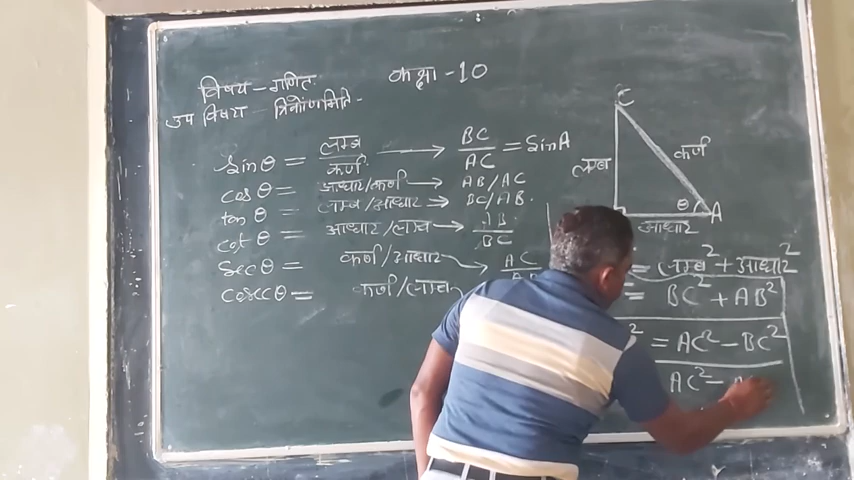 विषय - गणित
कक्षा - 10
उप विषय - त्रिकोणमिति -
sinθ = लम्ब/कर्ण → BC/AC = sinA
cosθ = आधार/कर्ण → AB/AC
tanθ = लम्ब/आधार → BC/AB.
cotθ = आधार/लम्ब → AB/BC
secθ = कर्ण/आधार → AC
cosecθ = कर्ण/लम्ब
C
लम्ब
कर्ण
θ A
आधार
= लम्ब² + आधार²
= BC² + AB²
² = AC² - BC²
AC² -